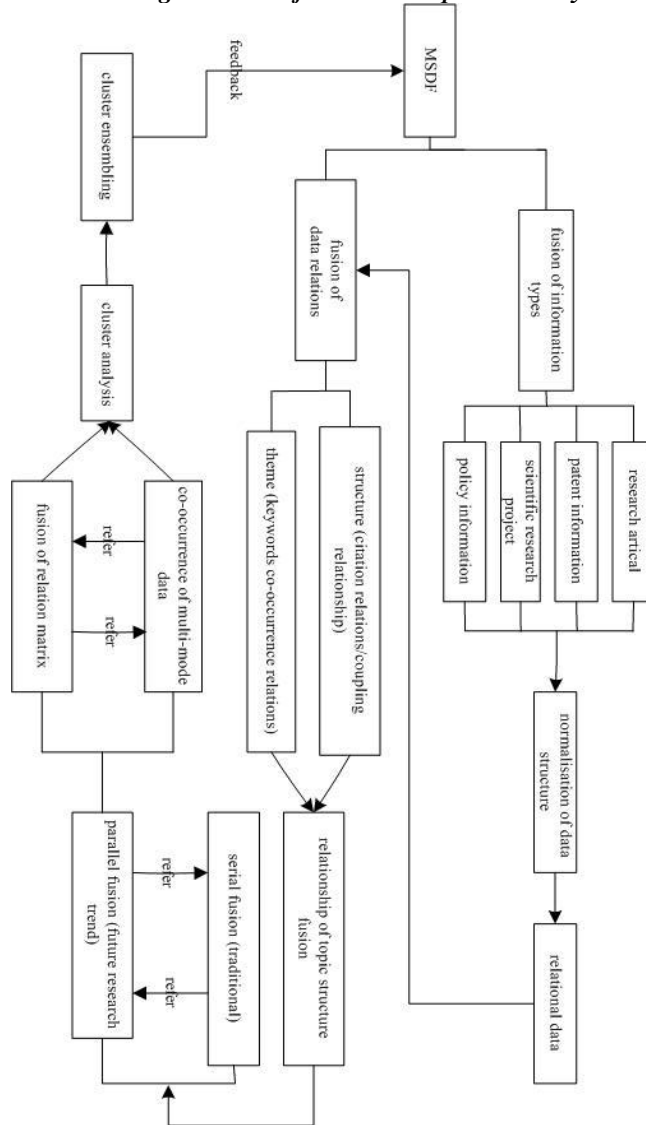 MSDF
fusion of information
types
research artical
patent information
scientific research
project
policy information
normalisation of data
structure
relational data
fusion of
data relations
structure (citation relations/coupling
relationship)
theme (keywords co-occurrence relations)
relationship of topic structure
fusion
serial fusion (traditional)
refer
refer
parallel fusion (future research
trend)
co-occurrence of multi-mode
data
refer
refer
fusion of relation matrix
cluster analysis
cluster ensembling
feedback